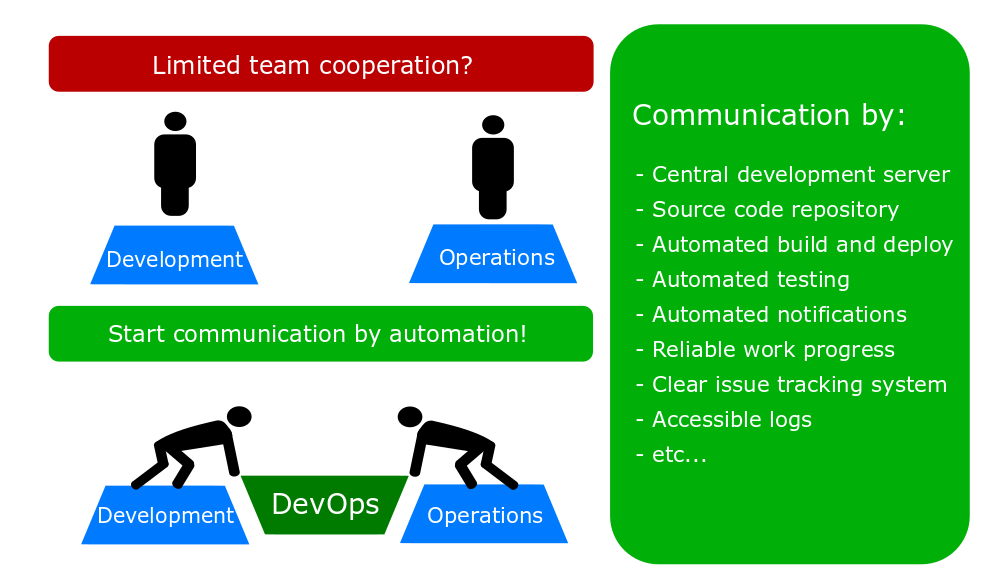 Limited team cooperation?
Development
Operations
Start communication by automation!
Development
DevOps
Operations
Communication by:
- Central development server
- Source code repository
- Automated build and deploy
- Automated testing
- Automated notifications
- Reliable work progress
- Clear issue tracking system
- Accessible logs
- etc...